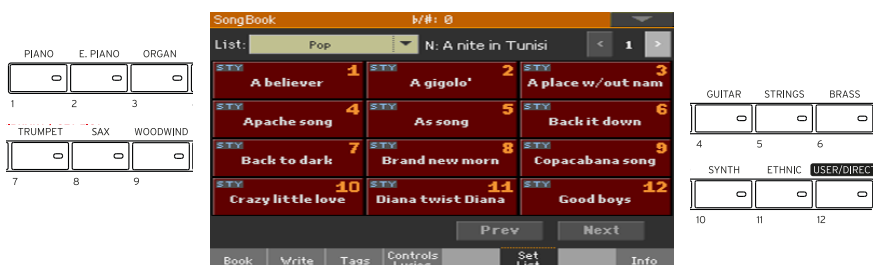 SongBook ♭/#: 0
List: Pop N: A nite in Tunisi < 1 >
PIANO E. PIANO ORGAN
1 2 3
TRUMPET SAX WOODWIND
7 8 9
STY 1 STY 2 STY 3
A believer A gigolo' A place w/out nam
STY 4 STY 5 STY 6
Apache song As song Back it down
STY 7 STY 8 STY 9
Back to dark Brand new morn Copacabana song
STY 10 STY 11 STY 12
Crazy little love Diana twist Diana Good boys
Prev Next
Book Write Tags Controls Set Info
List
GUITAR STRINGS BRASS
4 5 6
SYNTH ETHNIC USER/DIRECT
10 11 12